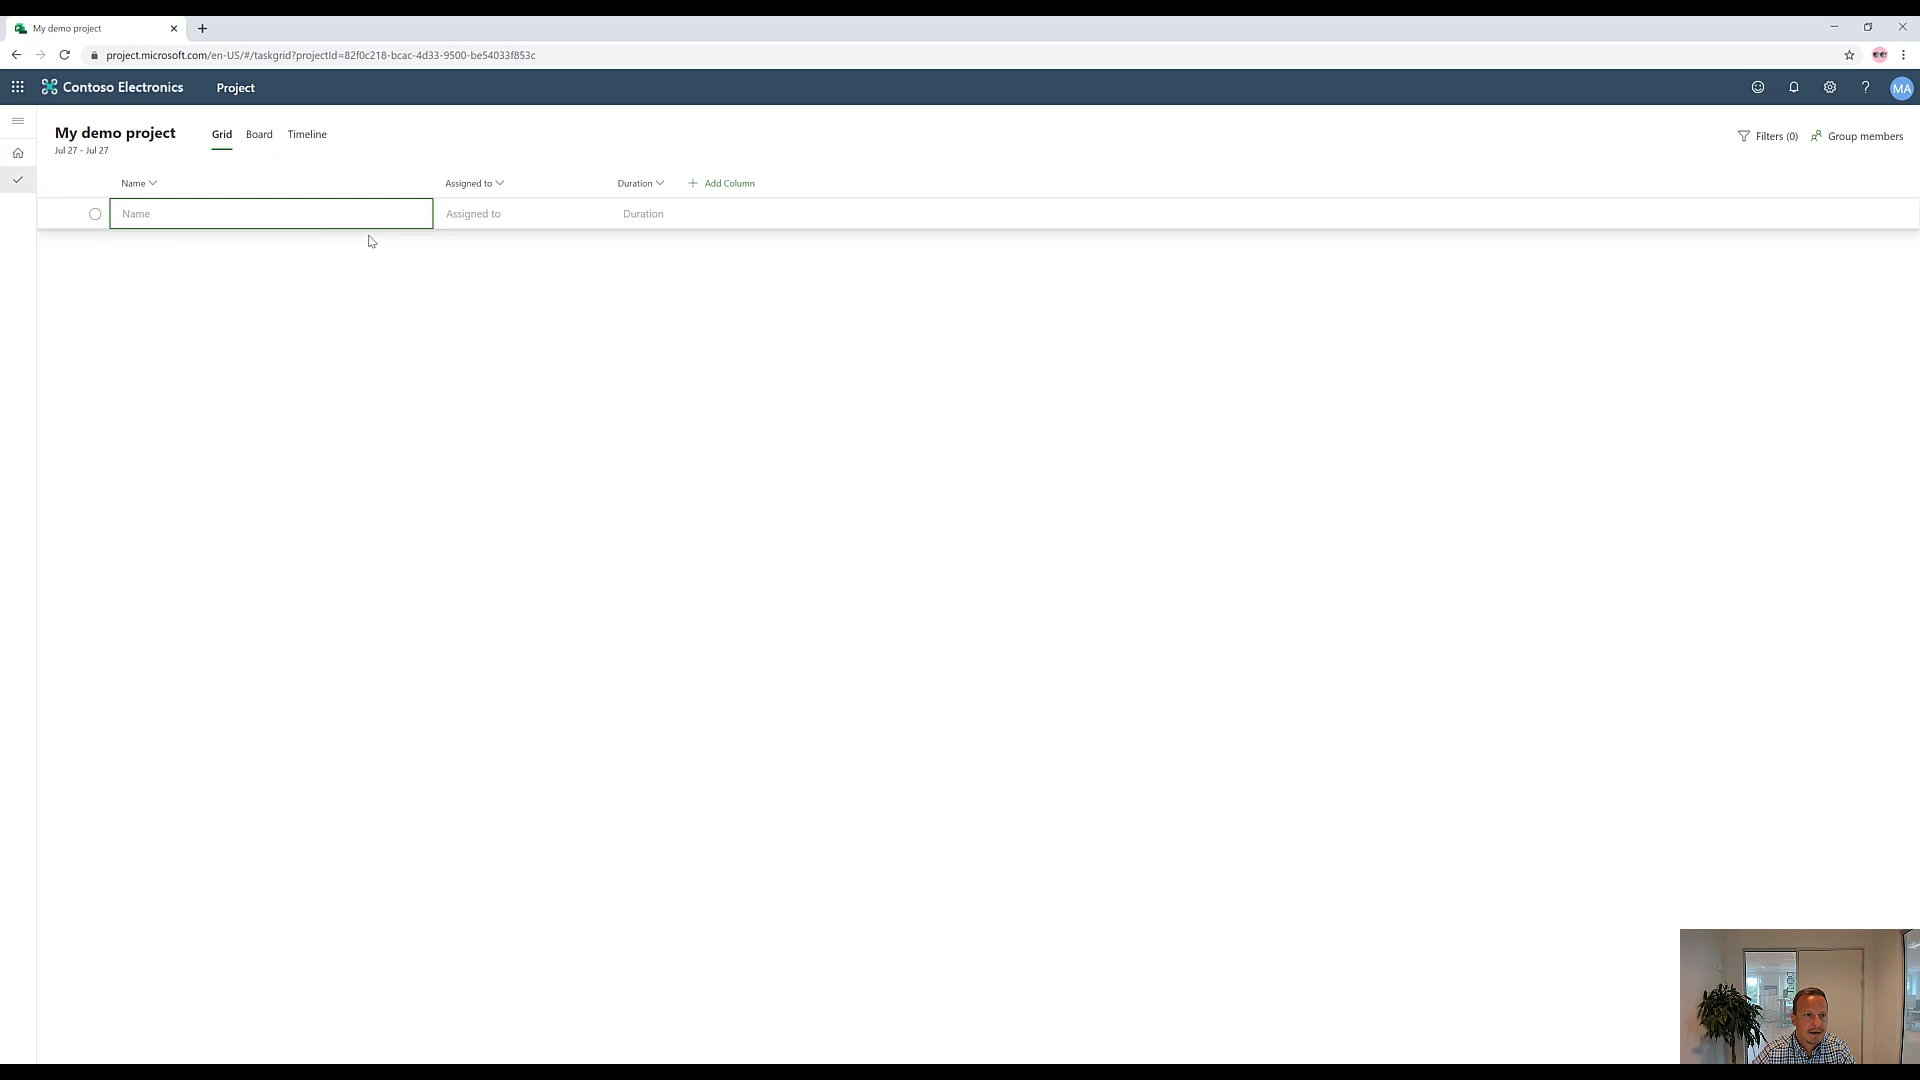 My demo project
project.microsoft.com/en-US/#/taskgrid?projectId=82f0c218-bcac-4d33-9500-be54033f853c
Contoso Electronics Project ? MA
My demo project Grid Board Timeline Filters (0) Group members
Jul 27 - Jul 27
Name Assigned to Duration + Add Column
Name Assigned to Duration